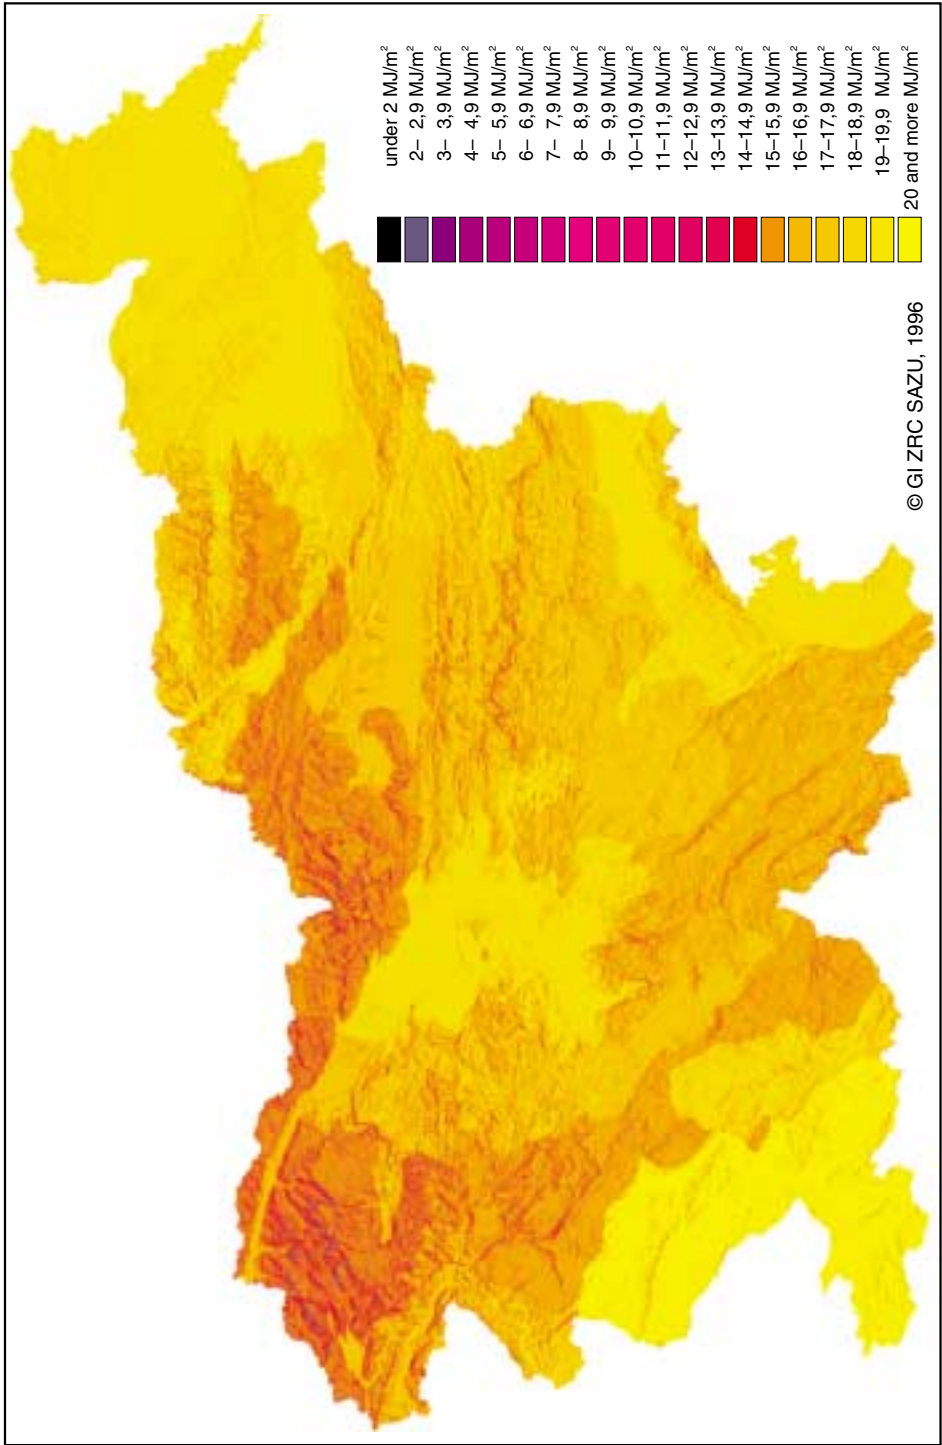 under 2 MJ/m²
2– 2,9 MJ/m²
3– 3,9 MJ/m²
4– 4,9 MJ/m²
5– 5,9 MJ/m²
6– 6,9 MJ/m²
7– 7,9 MJ/m²
8– 8,9 MJ/m²
9– 9,9 MJ/m²
10–10,9 MJ/m²
11–11,9 MJ/m²
12–12,9 MJ/m²
13–13,9 MJ/m²
14–14,9 MJ/m²
15–15,9 MJ/m²
16–16,9 MJ/m²
17–17,9 MJ/m²
18–18,9 MJ/m²
19–19,9 MJ/m²
20 and more MJ/m²
© GI ZRC SAZU, 1996